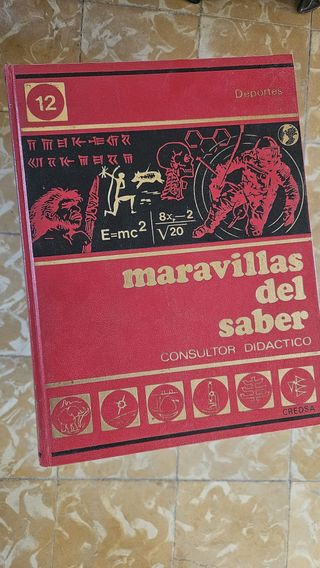 12
Deportes
E=mc²
8x-2
√20
maravillas
del
saber
CONSULTOR DIDACTICO
CREDSA